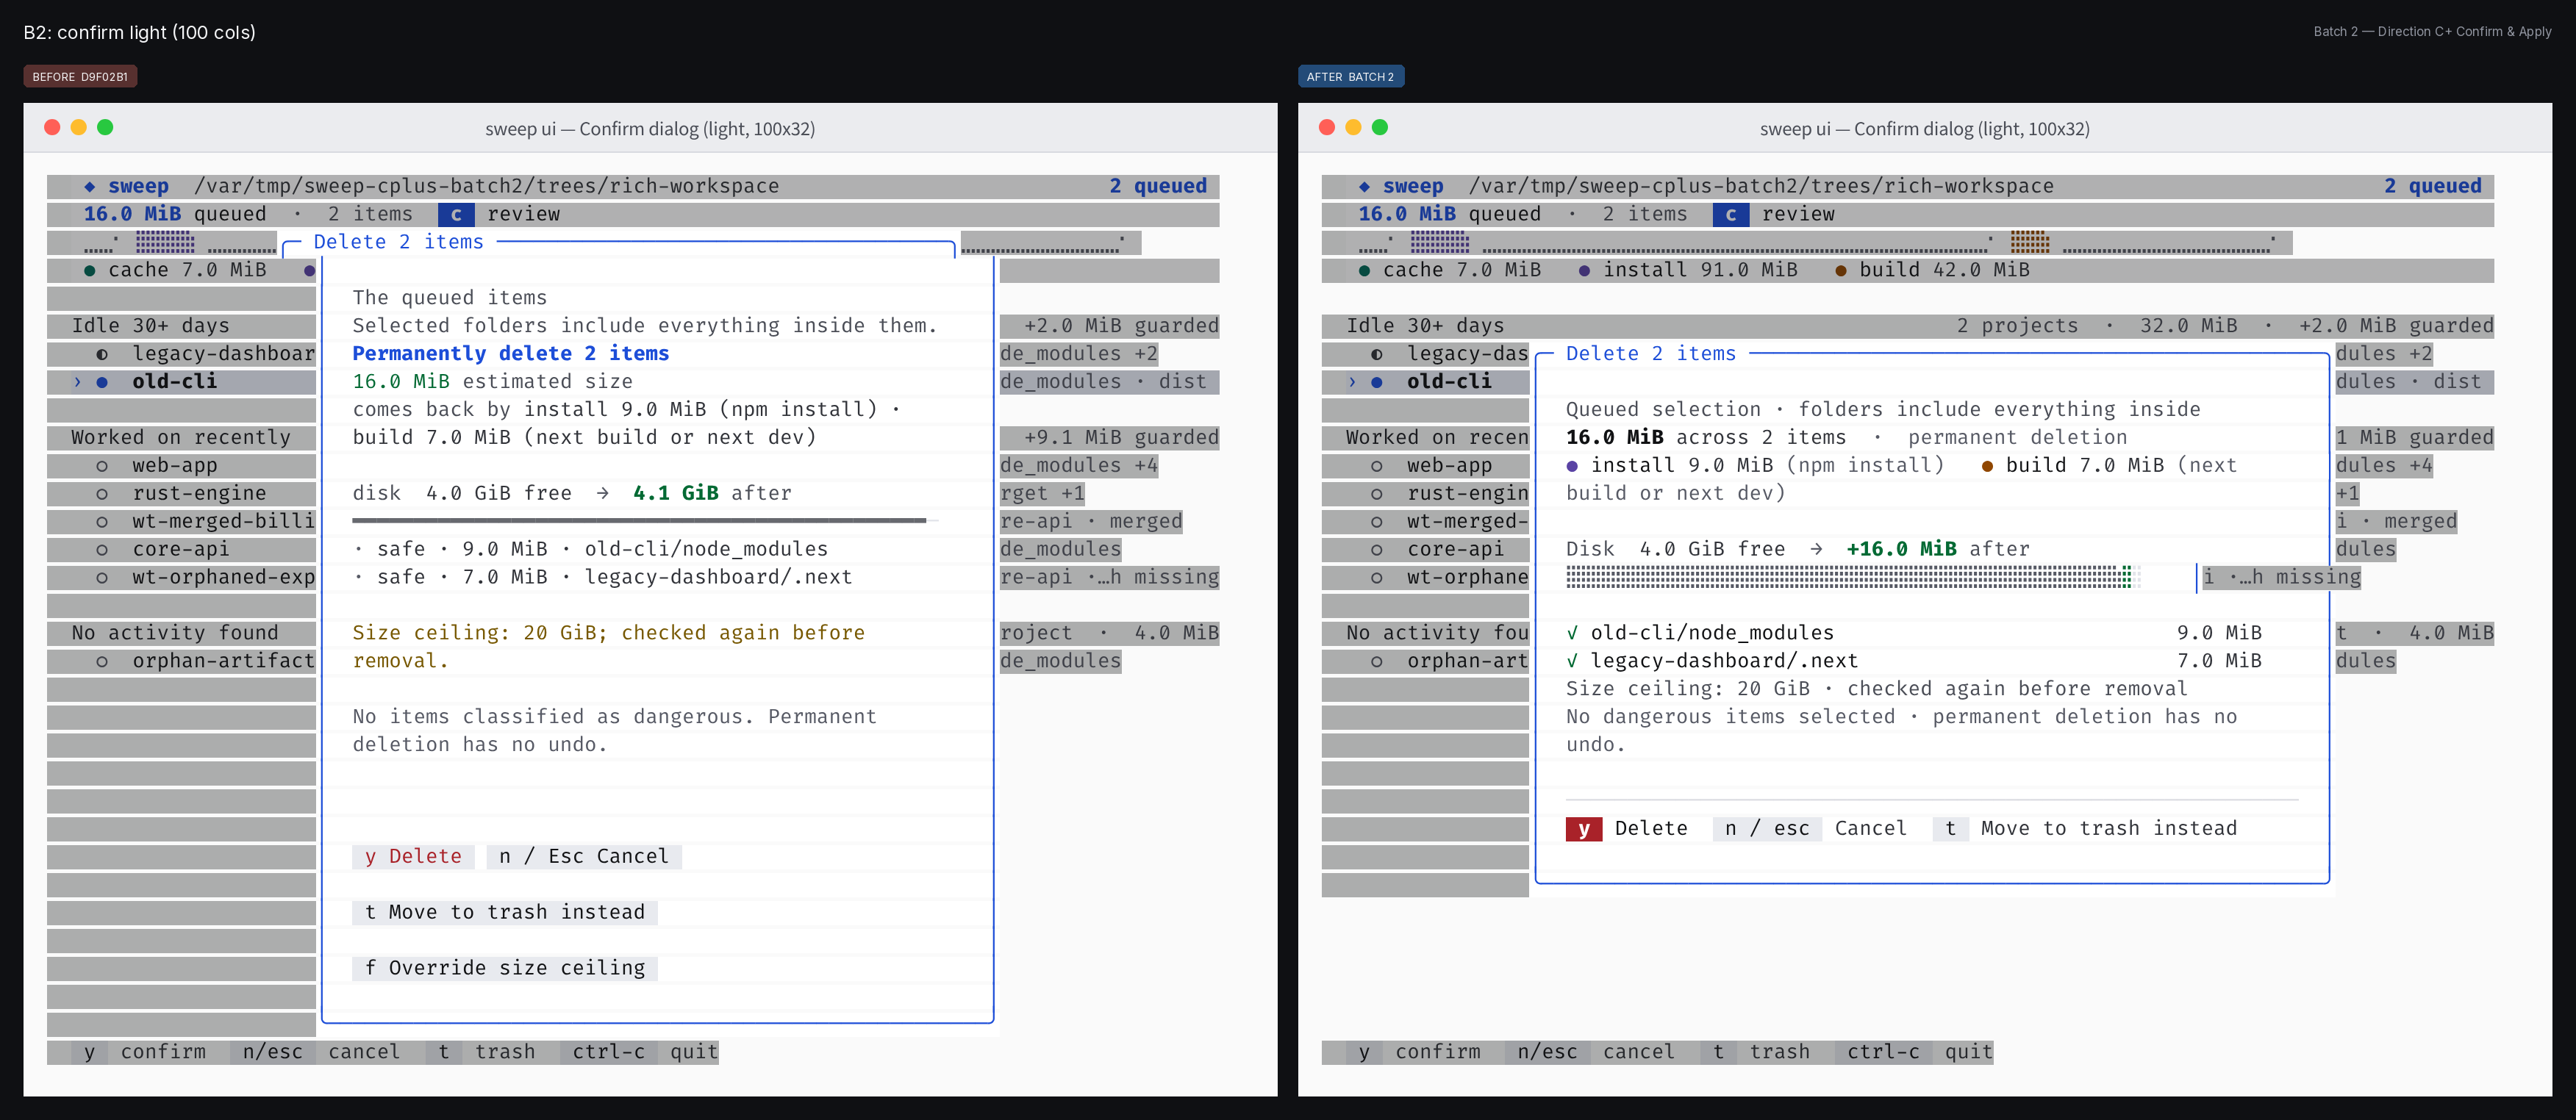 B2: confirm light (100 cols)
Batch 2 — Direction C+ Confirm & Apply
BEFORE D9F02B1
sweep ui — Confirm dialog (light, 100x32)
◆ sweep /var/tmp/sweep-cplus-batch2/trees/rich-workspace 2 queued
16.0 MiB queued · 2 items c review
Delete 2 items
● cache 7.0 MiB ●
The queued items
Idle 30+ days Selected folders include everything inside them. +2.0 MiB guarded
◐ legacy-dashboar Permanently delete 2 items de_modules +2
› ● old-cli 16.0 MiB estimated size de_modules · dist
comes back by install 9.0 MiB (npm install) ·
Worked on recently build 7.0 MiB (next build or next dev) +9.1 MiB guarded
○ web-app de_modules +4
○ rust-engine disk 4.0 GiB free → 4.1 GiB after rget +1
○ wt-merged-billi re-api · merged
○ core-api · safe · 9.0 MiB · old-cli/node_modules de_modules
○ wt-orphaned-exp · safe · 7.0 MiB · legacy-dashboard/.next re-api ·…h missing
No activity found Size ceiling: 20 GiB; checked again before roject · 4.0 MiB
○ orphan-artifact removal. de_modules
No items classified as dangerous. Permanent
deletion has no undo.
y Delete n / Esc Cancel
t Move to trash instead
f Override size ceiling
y confirm n/esc cancel t trash ctrl-c quit
AFTER BATCH 2
sweep ui — Confirm dialog (light, 100x32)
◆ sweep /var/tmp/sweep-cplus-batch2/trees/rich-workspace 2 queued
16.0 MiB queued · 2 items c review
● cache 7.0 MiB ● install 91.0 MiB ● build 42.0 MiB
Idle 30+ days 2 projects · 32.0 MiB · +2.0 MiB guarded
◐ legacy-das Delete 2 items dules +2
› ● old-cli dules · dist
Queued selection · folders include everything inside
Worked on recen 16.0 MiB across 2 items · permanent deletion 1 MiB guarded
○ web-app ● install 9.0 MiB (npm install) ● build 7.0 MiB (next dules +4
○ rust-engin build or next dev) +1
○ wt-merged- i · merged
○ core-api Disk 4.0 GiB free → +16.0 MiB after dules
○ wt-orphane i ·…h missing
No activity fou √ old-cli/node_modules 9.0 MiB t · 4.0 MiB
○ orphan-art √ legacy-dashboard/.next 7.0 MiB dules
Size ceiling: 20 GiB · checked again before removal
No dangerous items selected · permanent deletion has no
undo.
y Delete n / esc Cancel t Move to trash instead
y confirm n/esc cancel t trash ctrl-c quit